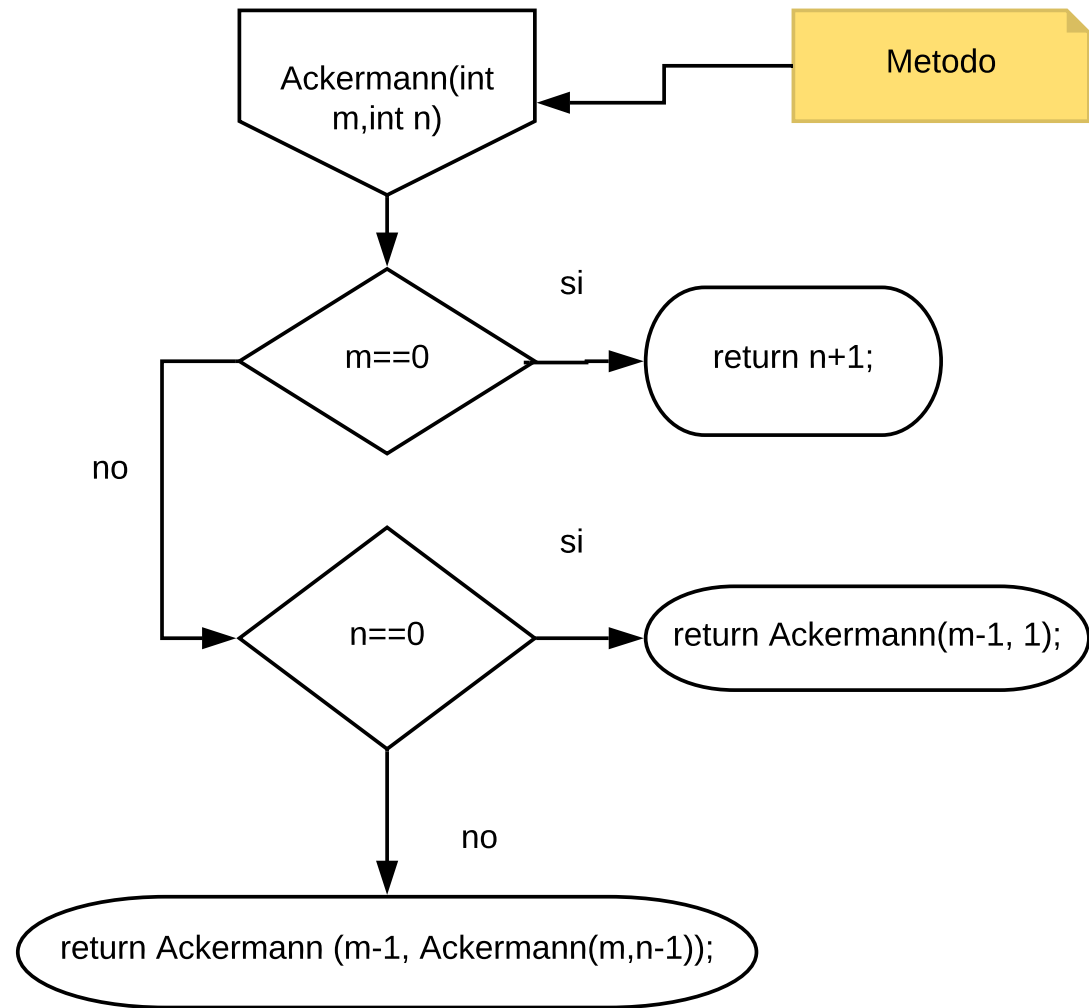 Ackermann(int
m,int n)
Metodo
si
m==0
return n+1;
no
si
n==0
return Ackermann(m-1, 1);
no
return Ackermann (m-1, Ackermann(m,n-1));